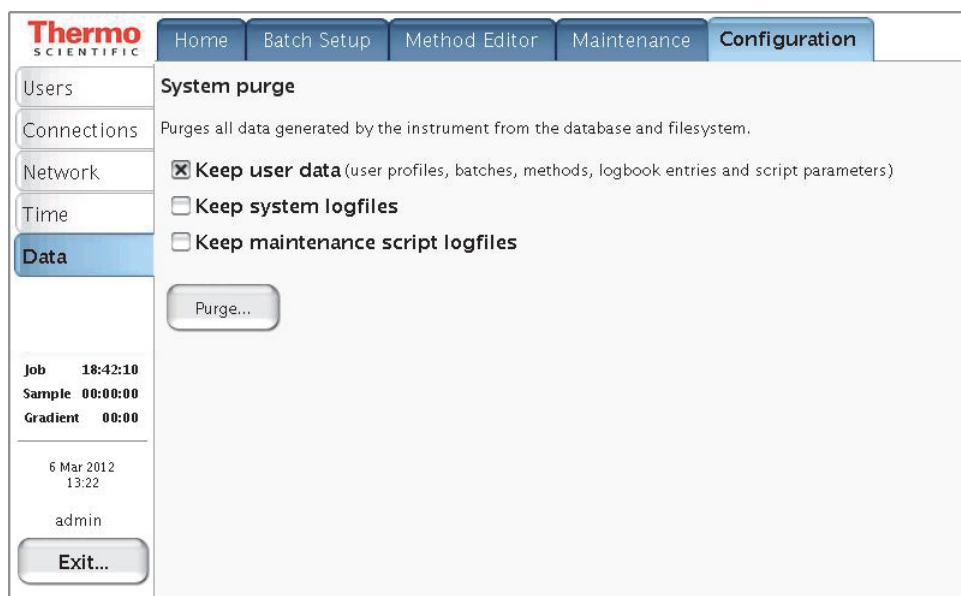 Thermo
SCIENTIFIC
Home
Batch Setup
Method Editor
Maintenance
Configuration
Users
Connections
Network
Time
Data
System purge
Purges all data generated by the instrument from the database and filesystem.
Keep user data (user profiles, batches, methods, logbook entries and script parameters)
Keep system logfiles
Keep maintenance script logfiles
Purge...
Job 18:42:10
Sample 00:00:00
Gradient 00:00
6 Mar 2012
13:22
admin
Exit...